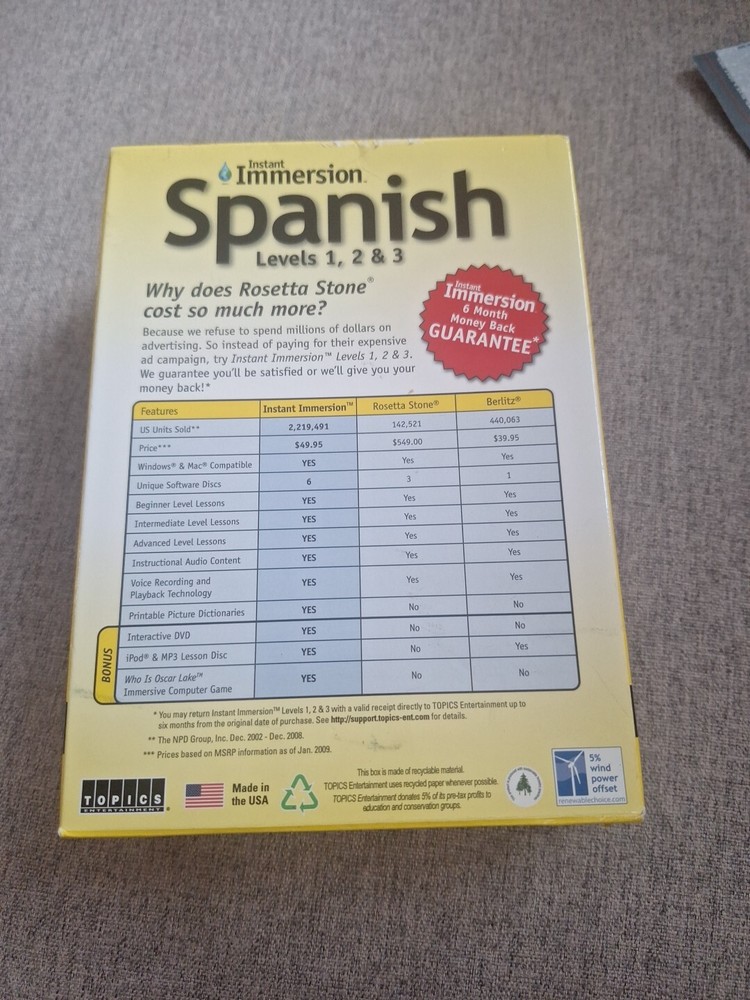 Instant
Immersion™
Spanish
Levels 1, 2 & 3
Why does Rosetta Stone®
cost so much more?
Because we refuse to spend millions of dollars on
advertising. So instead of paying for their expensive
ad campaign, try Instant Immersion™ Levels 1, 2 & 3.
We guarantee you'll be satisfied or we'll give you your
money back!*
Instant
Immersion
6 Month
Money Back
GUARANTEE*
Features Instant Immersion™ Rosetta Stone® Berlitz®
US Units Sold** 2,219,491 142,521 440,063
Price*** $49.95 $549.00 $39.95
Windows® & Mac® Compatible YES Yes Yes
Unique Software Discs 6 3 1
Beginner Level Lessons YES Yes Yes
Intermediate Level Lessons YES Yes Yes
Advanced Level Lessons YES Yes Yes
Instructional Audio Content YES Yes Yes
Voice Recording and
Playback Technology YES Yes Yes
Printable Picture Dictionaries YES No No
BONUS
Interactive DVD YES No No
iPod® & MP3 Lesson Disc YES No Yes
Who Is Oscar Lake™
Immersive Computer Game YES No No
* You may return Instant Immersion™ Levels 1, 2 & 3 with a valid receipt directly to TOPICS Entertainment up to
six months from the original date of purchase. See http://support.topics-ent.com for details.
** The NPD Group, Inc. Dec. 2002 - Dec. 2008.
*** Prices based on MSRP information as of Jan. 2009.
TOPICS®
ENTERTAINMENT
Made in
the USA
This box is made of recyclable material.
TOPICS Entertainment uses recycled paper whenever possible.
TOPICS Entertainment donates 5% of its pre-tax profits to
education and conservation groups.
5%
wind
power
offset
renewablechoice.com